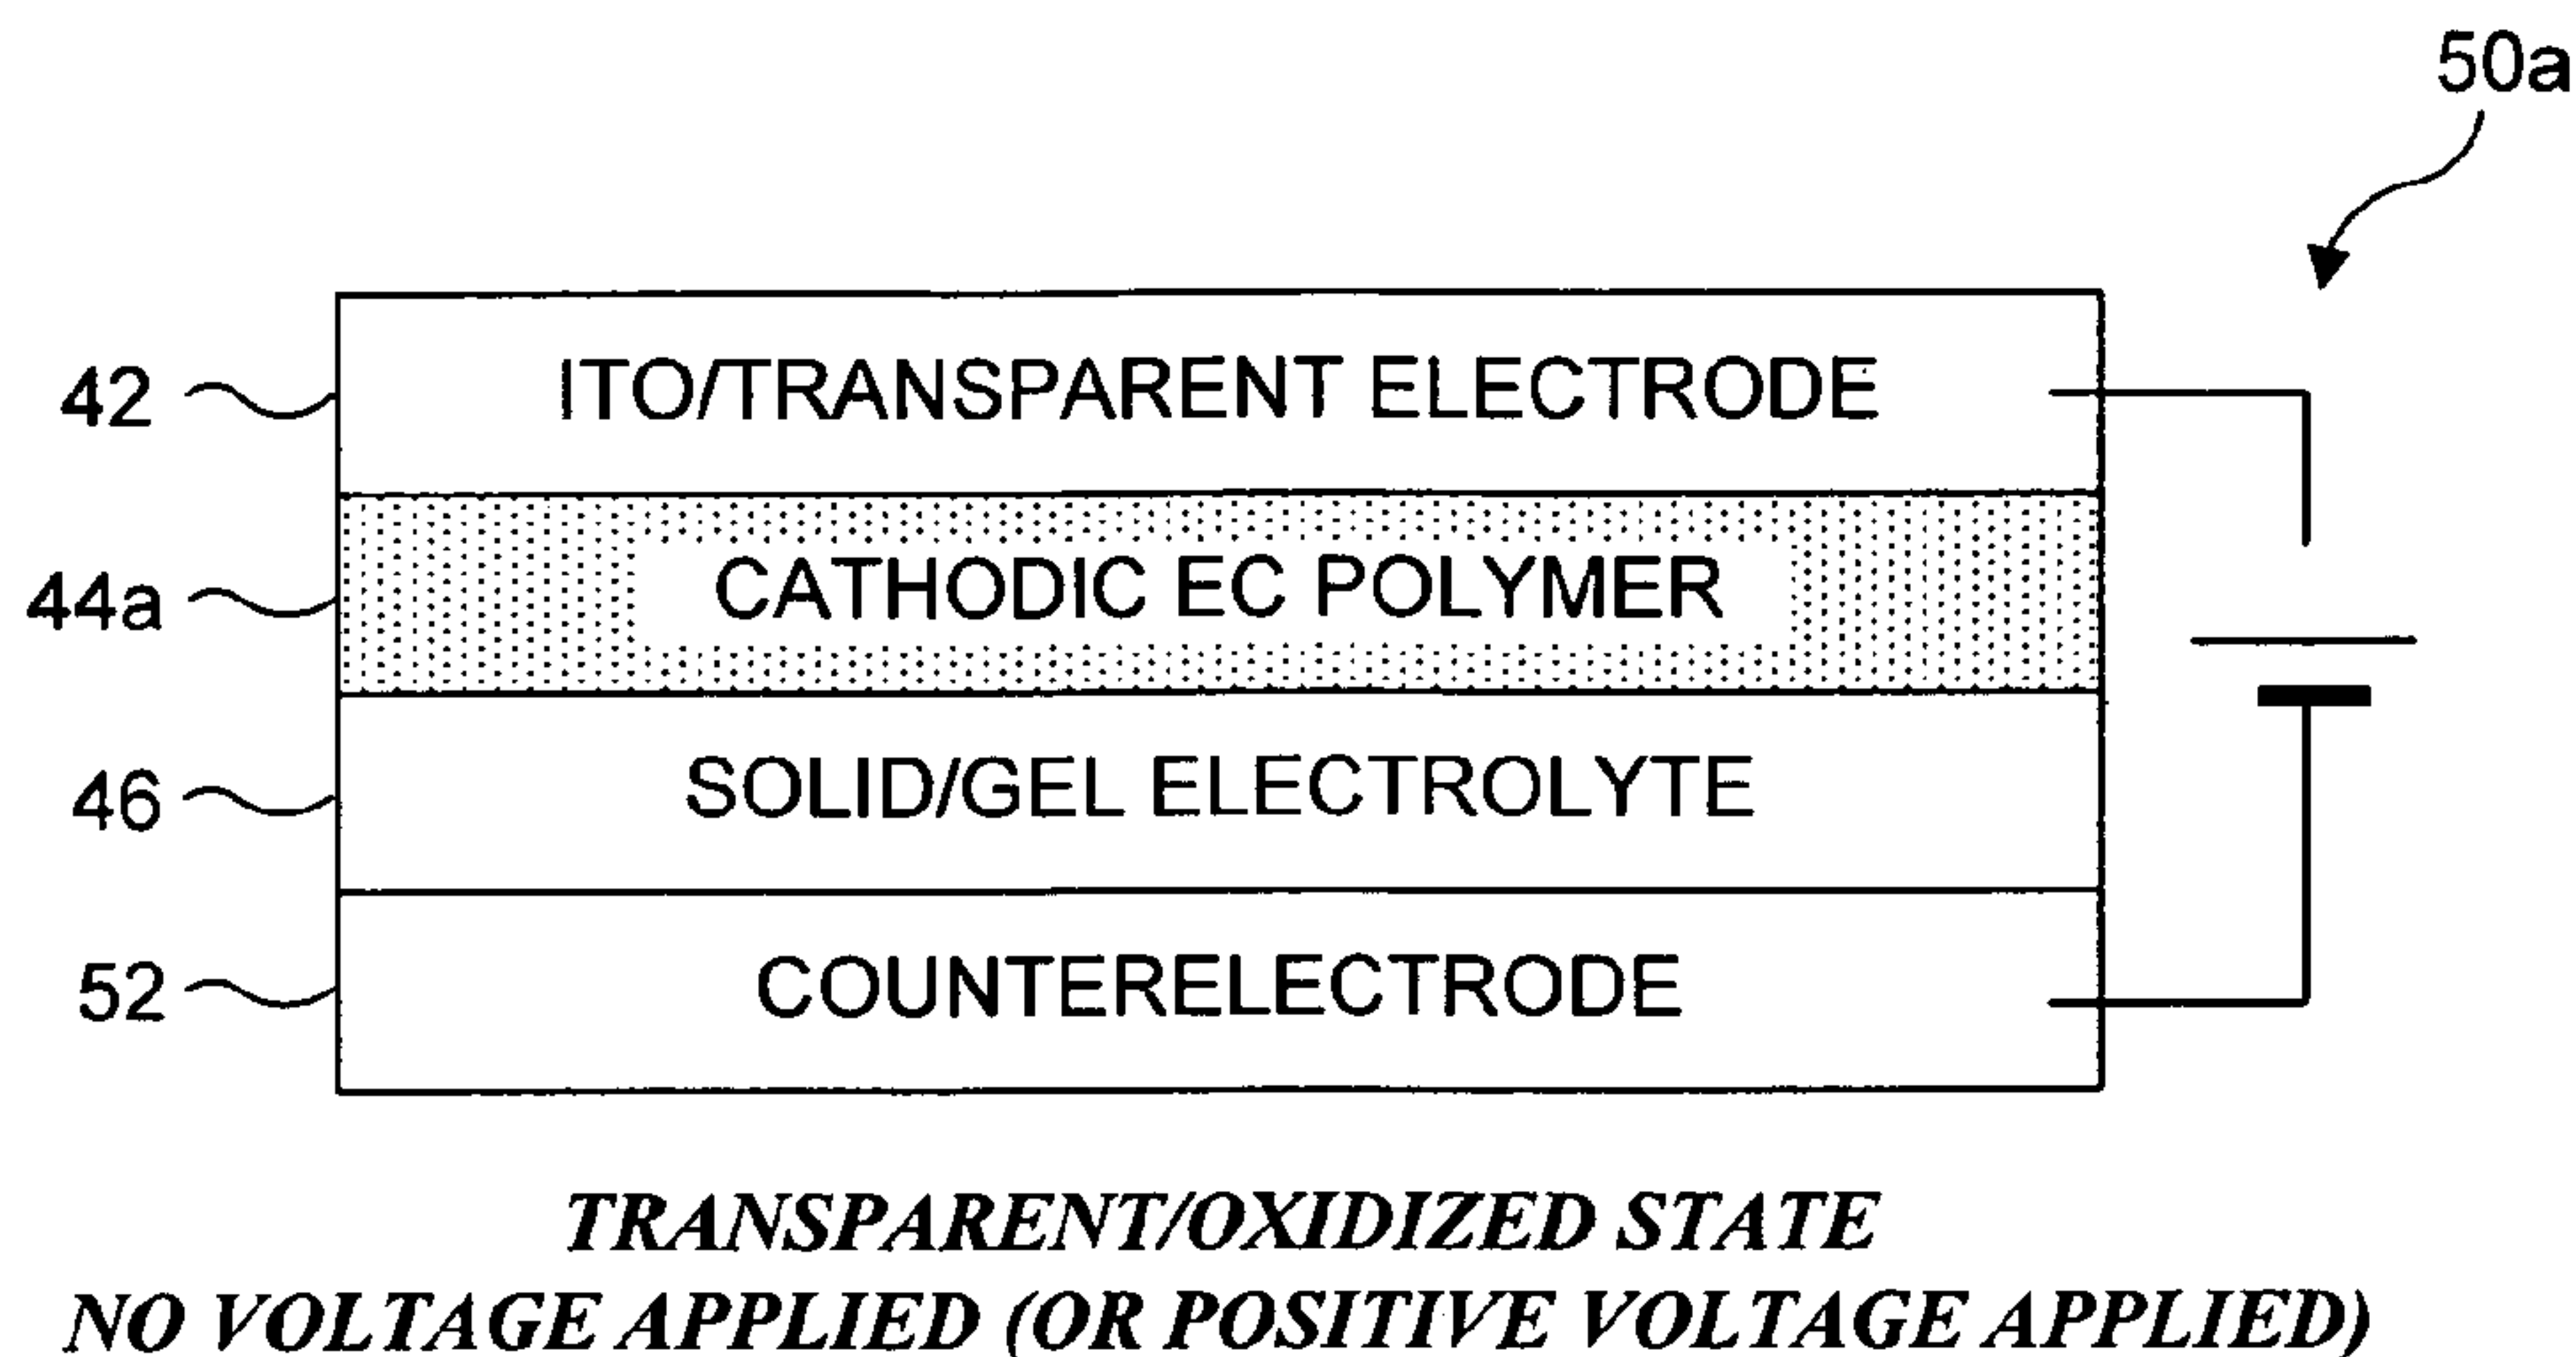 50a
42 ITO/TRANSPARENT ELECTRODE
44a CATHODIC EC POLYMER
46 SOLID/GEL ELECTROLYTE
52 COUNTERELECTRODE
TRANSPARENT/OXIDIZED STATE
NO VOLTAGE APPLIED (OR POSITIVE VOLTAGE APPLIED)